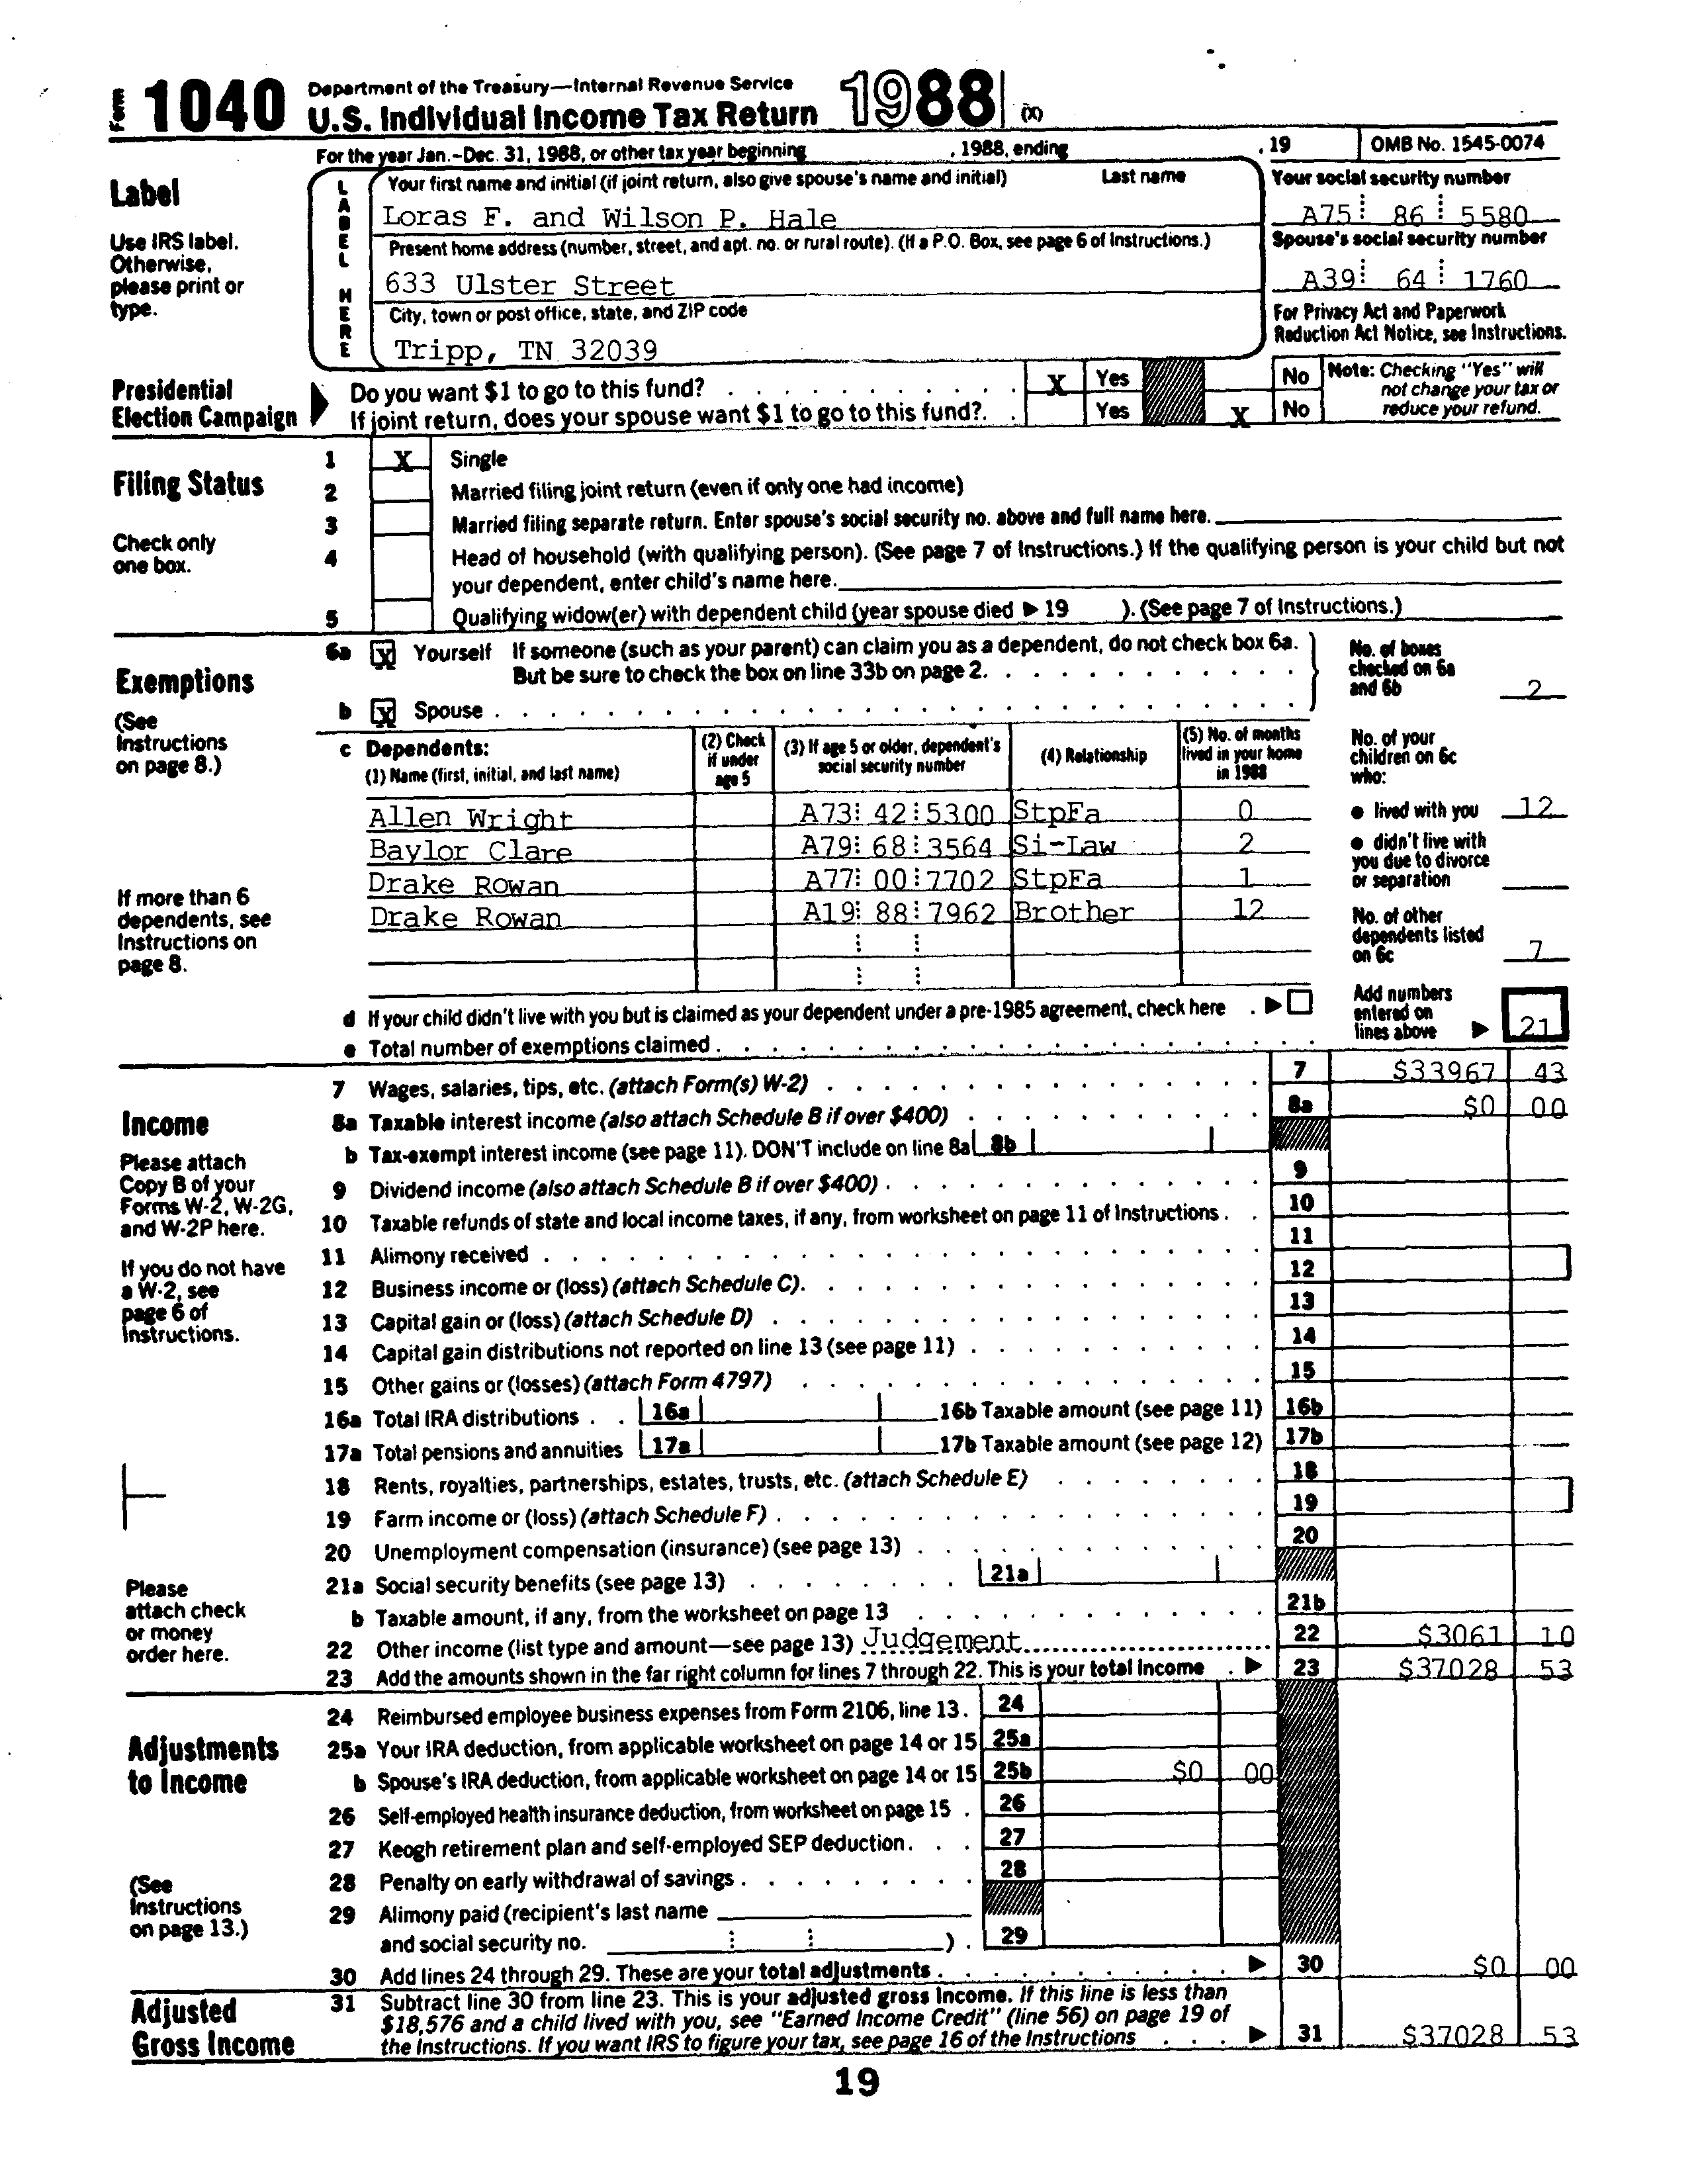 Form 1040 Department of the Treasury—Internal Revenue Service
U.S. Individual Income Tax Return 1988 (X)
For the year Jan.-Dec. 31, 1988, or other tax year beginning , 1988, ending , 19 OMB No. 1545-0074
Label
Use IRS label.
Otherwise,
please print or
type.
LABEL HERE
Your first name and initial (if joint return, also give spouse's name and initial) Last name
Loras F. and Wilson P. Hale
Present home address (number, street, and apt. no. or rural route). (If a P.O. Box, see page 6 of Instructions.)
633 Ulster Street
City, town or post office, state, and ZIP code
Tripp, TN 32039
Your social security number
A75 86 5580
Spouse's social security number
A39 64 1760
For Privacy Act and Paperwork
Reduction Act Notice, see Instructions.
Presidential
Election Campaign
Do you want $1 to go to this fund? X Yes No
If joint return, does your spouse want $1 to go to this fund? Yes X No
Note: Checking "Yes" will
not change your tax or
reduce your refund.
Filing Status
Check only
one box.
1 X Single
2 Married filing joint return (even if only one had income)
3 Married filing separate return. Enter spouse's social security no. above and full name here.
4 Head of household (with qualifying person). (See page 7 of Instructions.) If the qualifying person is your child but not
your dependent, enter child's name here.
5 Qualifying widow(er) with dependent child (year spouse died ▶ 19 ). (See page 7 of Instructions.)
Exemptions
(See
Instructions
on page 8.)
If more than 6
dependents, see
Instructions on
page 8.
6a X Yourself If someone (such as your parent) can claim you as a dependent, do not check box 6a.
But be sure to check the box on line 33b on page 2.
b X Spouse
No. of boxes
checked on 6a
and 6b 2
c Dependents:
(1) Name (first, initial, and last name)
(2) Check
if under
age 5
(3) If age 5 or older, dependent's
social security number
(4) Relationship
(5) No. of months
lived in your home
in 1988
Allen Wright A73 42 5300 StpFa 0
Baylor Clare A79 68 3564 Si-Law 2
Drake Rowan A77 00 7702 StpFa 1
Drake Rowan A19 88 7962 Brother 12
No. of your
children on 6c
who:
● lived with you 12
● didn't live with
you due to divorce
or separation
No. of other
dependents listed
on 6c 7
d If your child didn't live with you but is claimed as your dependent under a pre-1985 agreement, check here ▶
e Total number of exemptions claimed
Add numbers
entered on
lines above ▶ 21
Income
Please attach
Copy B of your
Forms W-2, W-2G,
and W-2P here.
If you do not have
a W-2, see
page 6 of
Instructions.
Please
attach check
or money
order here.
7 Wages, salaries, tips, etc. (attach Form(s) W-2) 7 $33967 43
8a Taxable interest income (also attach Schedule B if over $400) 8a $0 00
b Tax-exempt interest income (see page 11). DON'T include on line 8a 8b
9 Dividend income (also attach Schedule B if over $400) 9
10 Taxable refunds of state and local income taxes, if any, from worksheet on page 11 of Instructions 10
11 Alimony received 11
12 Business income or (loss) (attach Schedule C) 12
13 Capital gain or (loss) (attach Schedule D) 13
14 Capital gain distributions not reported on line 13 (see page 11) 14
15 Other gains or (losses) (attach Form 4797) 15
16a Total IRA distributions 16a 16b Taxable amount (see page 11) 16b
17a Total pensions and annuities 17a 17b Taxable amount (see page 12) 17b
18 Rents, royalties, partnerships, estates, trusts, etc. (attach Schedule E) 18
19 Farm income or (loss) (attach Schedule F) 19
20 Unemployment compensation (insurance) (see page 13) 20
21a Social security benefits (see page 13) 21a
b Taxable amount, if any, from the worksheet on page 13 21b
22 Other income (list type and amount—see page 13) Judgement 22 $3061 10
23 Add the amounts shown in the far right column for lines 7 through 22. This is your total income ▶ 23 $37028 53
Adjustments
to Income
(See
Instructions
on page 13.)
24 Reimbursed employee business expenses from Form 2106, line 13 24
25a Your IRA deduction, from applicable worksheet on page 14 or 15 25a
b Spouse's IRA deduction, from applicable worksheet on page 14 or 15 25b $0 00
26 Self-employed health insurance deduction, from worksheet on page 15 26
27 Keogh retirement plan and self-employed SEP deduction 27
28 Penalty on early withdrawal of savings 28
29 Alimony paid (recipient's last name
and social security no. ) 29
30 Add lines 24 through 29. These are your total adjustments ▶ 30 $0 00
Adjusted
Gross Income
31 Subtract line 30 from line 23. This is your adjusted gross income. If this line is less than
$18,576 and a child lived with you, see "Earned Income Credit" (line 56) on page 19 of
the Instructions. If you want IRS to figure your tax, see page 16 of the Instructions ▶ 31 $37028 53
19